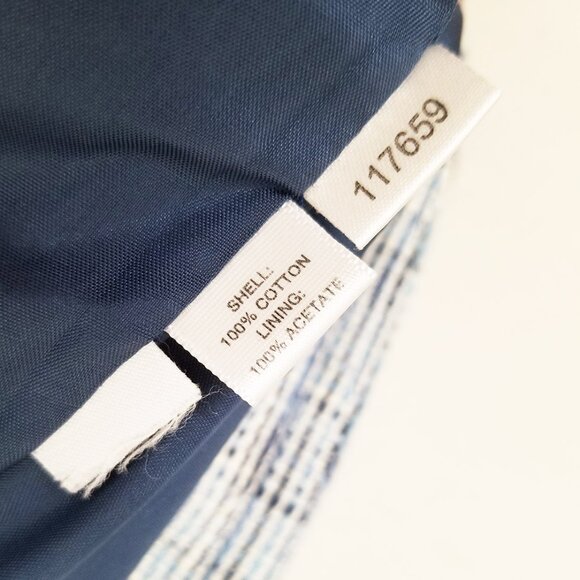 117659
SHELL:
100% COTTON
LINING:
100% ACETATE